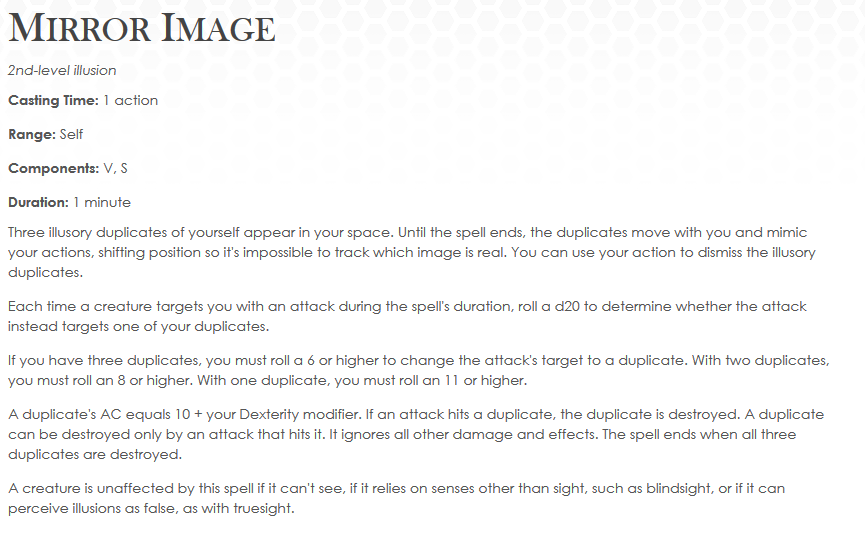 MIRROR IMAGE
2nd-level illusion
Casting Time: 1 action
Range: Self
Components: V, S
Duration: 1 minute
Three illusory duplicates of yourself appear in your space. Until the spell ends, the duplicates move with you and mimic
your actions, shifting position so it's impossible to track which image is real. You can use your action to dismiss the illusory
duplicates.
Each time a creature targets you with an attack during the spell's duration, roll a d20 to determine whether the attack
instead targets one of your duplicates.
If you have three duplicates, you must roll a 6 or higher to change the attack's target to a duplicate. With two duplicates,
you must roll an 8 or higher. With one duplicate, you must roll an 11 or higher.
A duplicate's AC equals 10 + your Dexterity modifier. If an attack hits a duplicate, the duplicate is destroyed. A duplicate
can be destroyed only by an attack that hits it. It ignores all other damage and effects. The spell ends when all three
duplicates are destroyed.
A creature is unaffected by this spell if it can't see, if it relies on senses other than sight, such as blindsight, or if it can
perceive illusions as false, as with truesight.